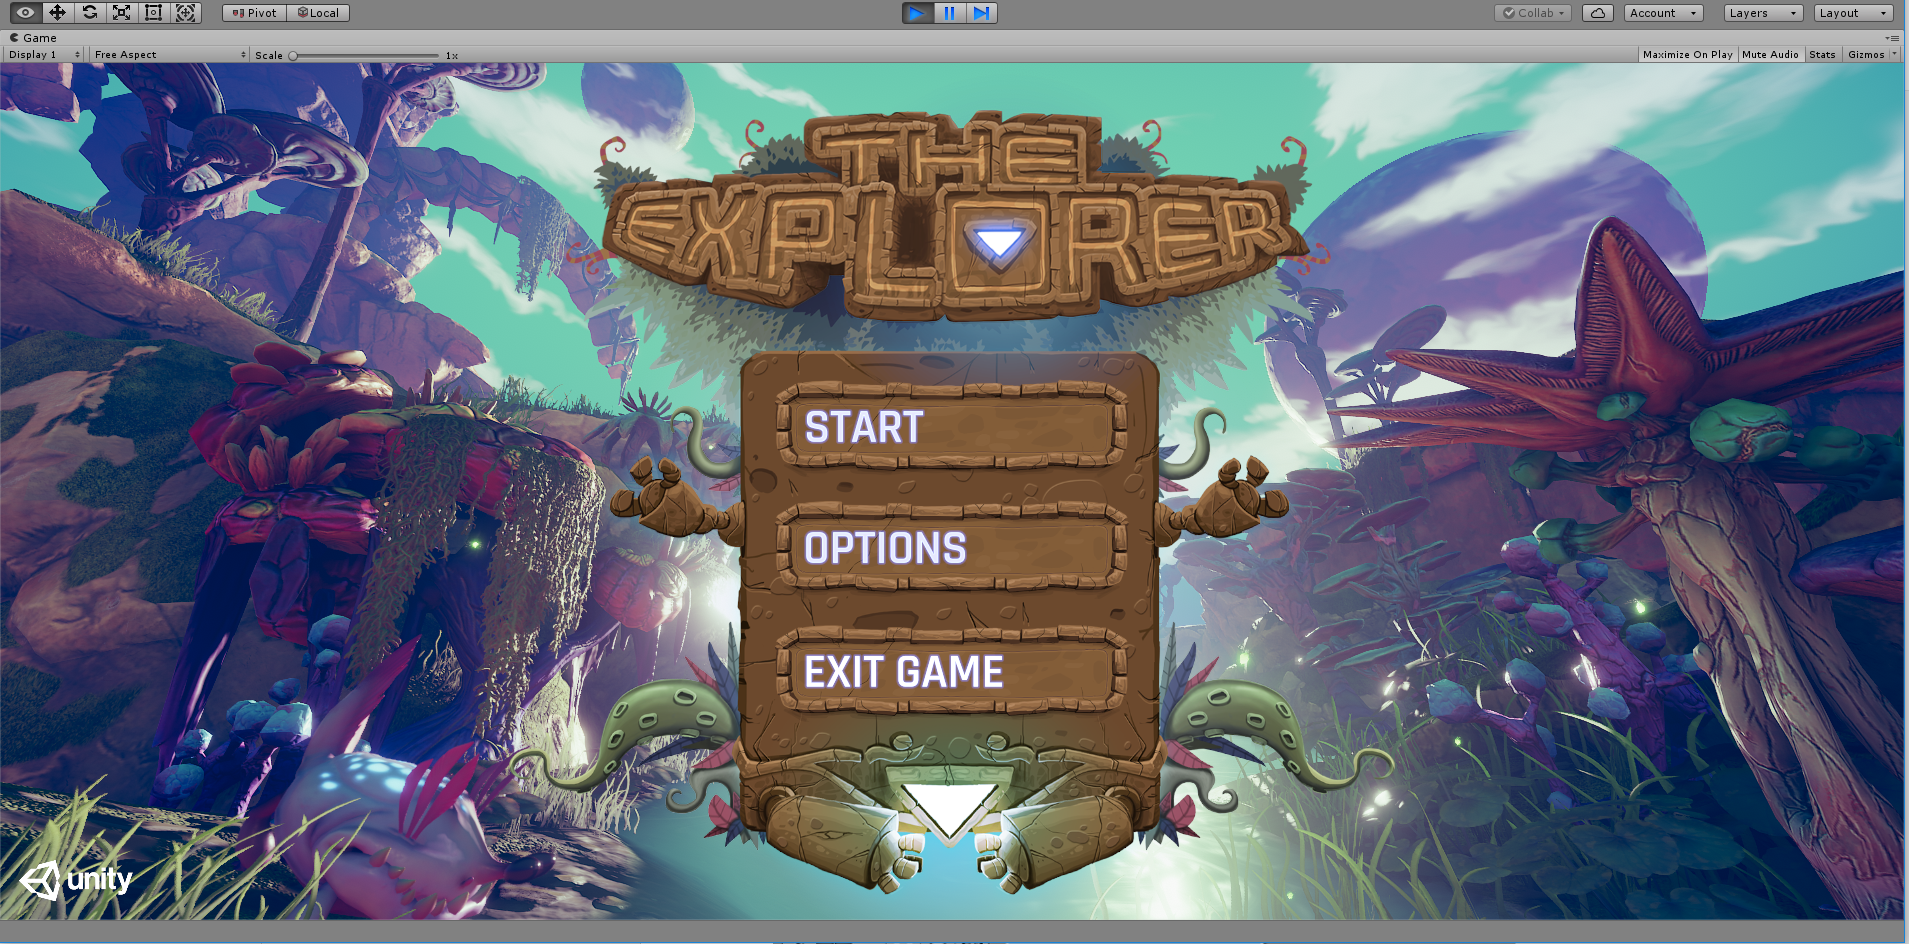 Pivot Local Collab Account Layers Layout
Game
Display 1 Free Aspect Scale 1x Maximize On Play Mute Audio Stats Gizmos
THE
EXPLORER
START
OPTIONS
EXIT GAME
unity